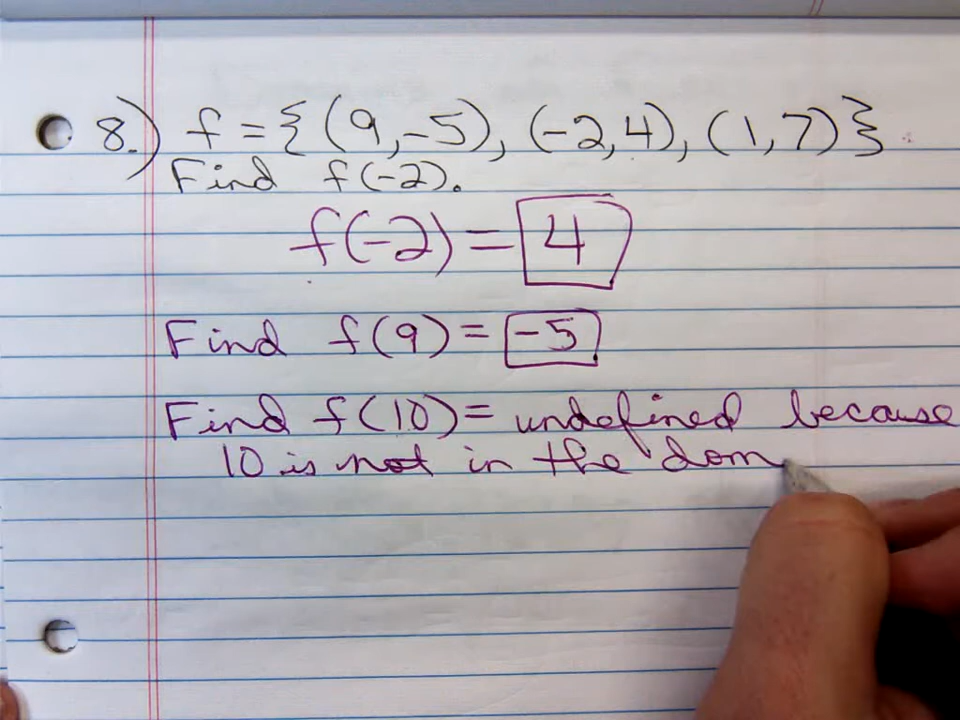 8.) f = {(9,-5), (-2,4), (1,7)}
Find f(-2).
f(-2) = 4
Find f(9) = -5
Find f(10) = undefined because
10 is not in the dom